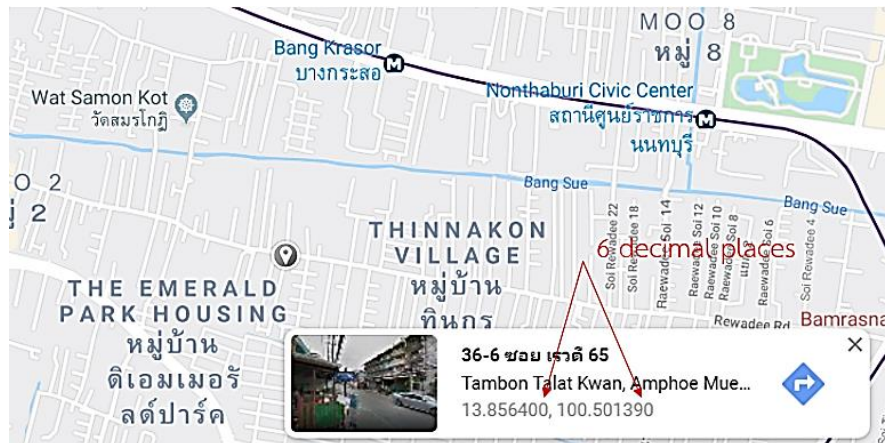 MOO 8
หมู่ 8
Bang Krasor
บางกระสอ
Nonthaburi Civic Center
สถานีศูนย์ราชการ
นนทบุรี
Wat Samon Kot
วัดสมรโกฏิ
O 2
หมู่ 2
Bang Sue
Bang Sue
THINNAKON
VILLAGE
หมู่บ้าน
ทินกร
6 decimal places
Soi Rewadee 22
Soi Rewadee 18
Raewadee Soi 14
Raewadee Soi 12
Raewadee Soi 10
Raewadee Soi 8
Raewadee Soi 6
Soi Rewadee 4
THE EMERALD
PARK HOUSING
หมู่บ้าน
ดิเอมเมอรั
ลด์ปาร์ค
Rewadee Rd
Bamrasna
36-6 ซอย เรวดี 65
Tambon Talat Kwan, Amphoe Mue...
13.856400, 100.501390